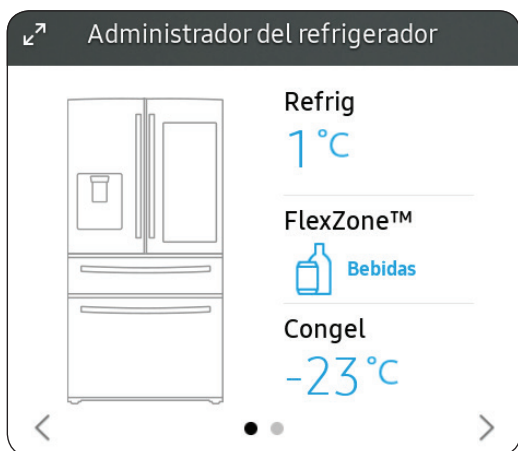 Administrador del refrigerador
Refrig
1 °C
FlexZone™
Bebidas
Congel
-23 °C